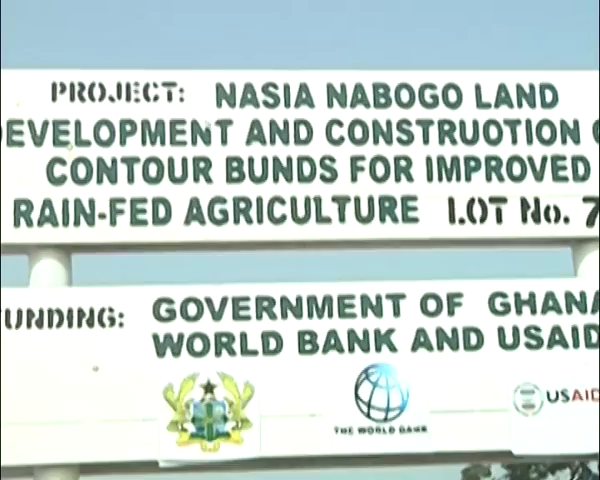 PROJECT: NASIA NABOGO LAND
EVELOPMENT AND CONSTRUOTION
CONTOUR BUNDS FOR IMPROVED
RAIN-FED AGRICULTURE LOT No. 7
UNDING: GOVERNMENT OF GHANA
WORLD BANK AND USAID
THE WORLD BANK
USAID